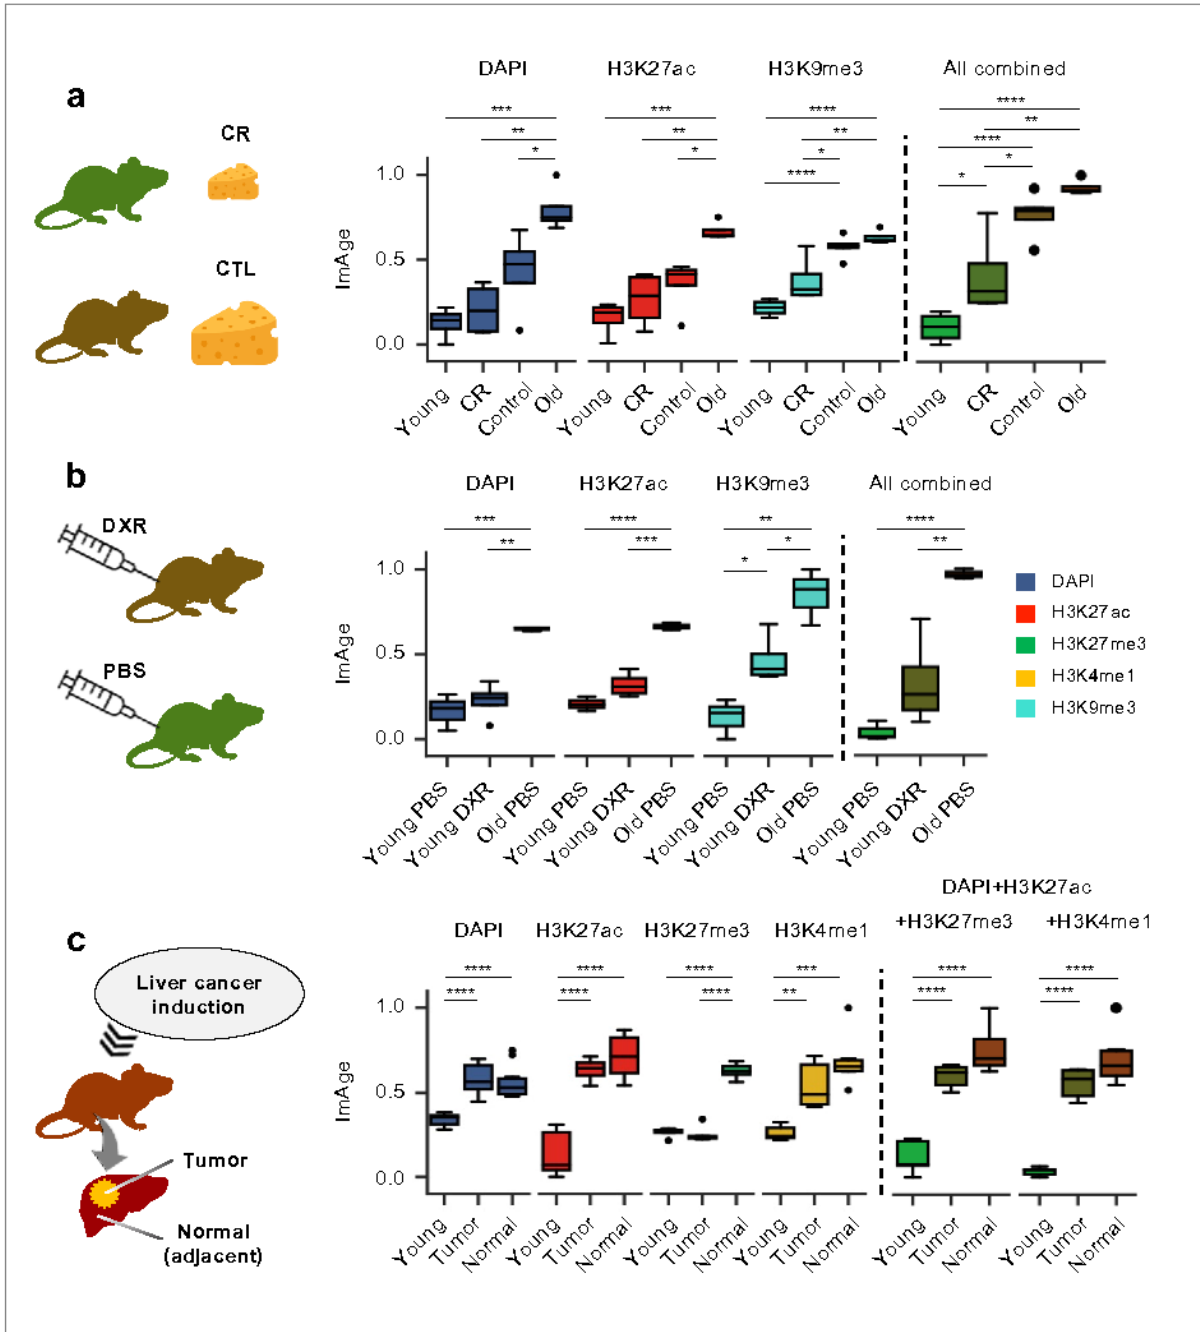 a
CR
CTL
DAPI
H3K27ac
H3K9me3
All combined
*** ** *
*** ** *
**** ** * ****
**** ** **** * *
ImAge
1.0
0.5
0.0
Young CR Control Old
Young CR Control Old
Young CR Control Old
Young CR Control Old
b
DXR
PBS
DAPI
H3K27ac
H3K9me3
All combined
*** **
**** ***
** * *
**** **
ImAge
1.0
0.5
0.0
Young PBS Young DXR Old PBS
Young PBS Young DXR Old PBS
Young PBS Young DXR Old PBS
Young PBS Young DXR Old PBS
DAPI
H3K27ac
H3K27me3
H3K4me1
H3K9me3
c
Liver cancer
induction
Tumor
Normal
(adjacent)
DAPI
H3K27ac
H3K27me3
H3K4me1
DAPI+H3K27ac
+H3K27me3
+H3K4me1
**** ****
**** ****
**** ****
*** **
**** ****
**** ****
ImAge
1.0
0.5
0.0
Young Tumor Normal
Young Tumor Normal
Young Tumor Normal
Young Tumor Normal
Young Tumor Normal
Young Tumor Normal